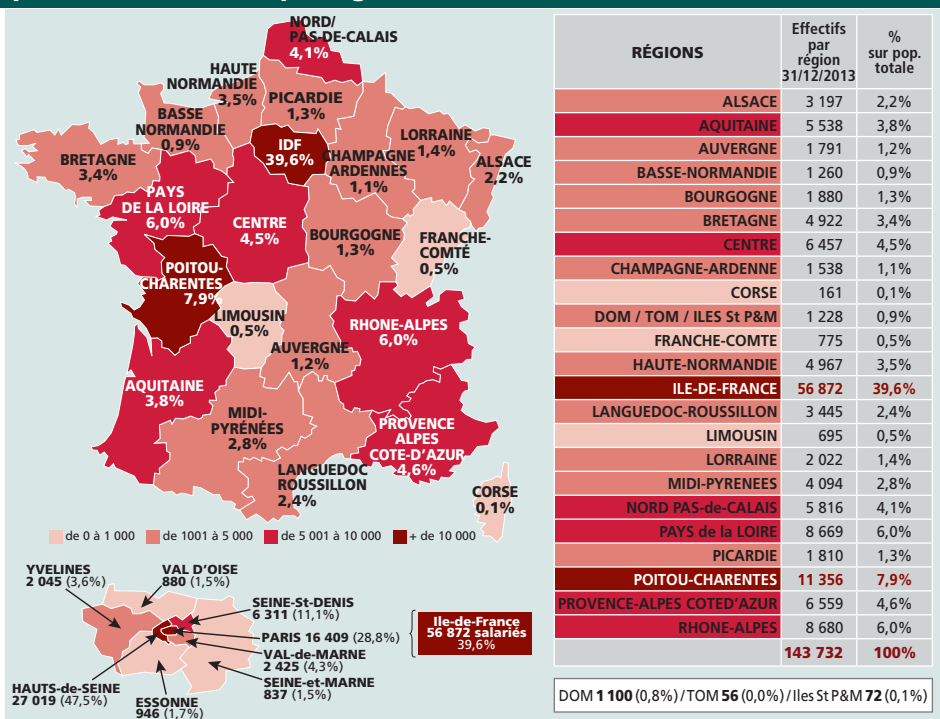 NORD/
PAS-DE-CALAIS
4,1%
HAUTE
NORMANDIE
3,5%
PICARDIE
1,3%
BASSE
NORMANDIE
0,9%
IDF
39,6%
CHAMPAGNE
ARDENNES
1,1%
LORRAINE
1,4%
ALSACE
2,2%
BRETAGNE
3,4%
PAYS
DE LA LOIRE
6,0%
CENTRE
4,5%
BOURGOGNE
1,3%
FRANCHE-
COMTÉ
0,5%
POITOU-
CHARENTES
7,9%
LIMOUSIN
0,5%
AUVERGNE
1,2%
RHONE-ALPES
6,0%
AQUITAINE
3,8%
MIDI-
PYRÉNÉES
2,8%
PROVENCE
ALPES
COTE-D'AZUR
4,6%
LANGUEDOC
ROUSSILLON
2,4%
CORSE
0,1%
de 0 à 1 000 de 1001 à 5 000 de 5 001 à 10 000 + de 10 000
YVELINES
2 045 (3,6%)
VAL D'OISE
880 (1,5%)
SEINE-St-DENIS
6 311 (11,1%)
PARIS 16 409 (28,8%)
VAL-de-MARNE
2 425 (4,3%)
SEINE-et-MARNE
837 (1,5%)
HAUTS-de-SEINE
27 019 (47,5%)
ESSONNE
946 (1,7%)
Ile-de-France
56 872 salariés
39,6%
RÉGIONS Effectifs par région 31/12/2013 % sur pop. totale
ALSACE 3 197 2,2%
AQUITAINE 5 538 3,8%
AUVERGNE 1 791 1,2%
BASSE-NORMANDIE 1 260 0,9%
BOURGOGNE 1 880 1,3%
BRETAGNE 4 922 3,4%
CENTRE 6 457 4,5%
CHAMPAGNE-ARDENNE 1 538 1,1%
CORSE 161 0,1%
DOM / TOM / ILES St P&M 1 228 0,9%
FRANCHE-COMTE 775 0,5%
HAUTE-NORMANDIE 4 967 3,5%
ILE-DE-FRANCE 56 872 39,6%
LANGUEDOC-ROUSSILLON 3 445 2,4%
LIMOUSIN 695 0,5%
LORRAINE 2 022 1,4%
MIDI-PYRENEES 4 094 2,8%
NORD PAS-de-CALAIS 5 816 4,1%
PAYS de la LOIRE 8 669 6,0%
PICARDIE 1 810 1,3%
POITOU-CHARENTES 11 356 7,9%
PROVENCE-ALPES COTED'AZUR 6 559 4,6%
RHONE-ALPES 8 680 6,0%
143 732 100%
DOM 1 100 (0,8%) / TOM 56 (0,0%) / Iles St P&M 72 (0,1%)